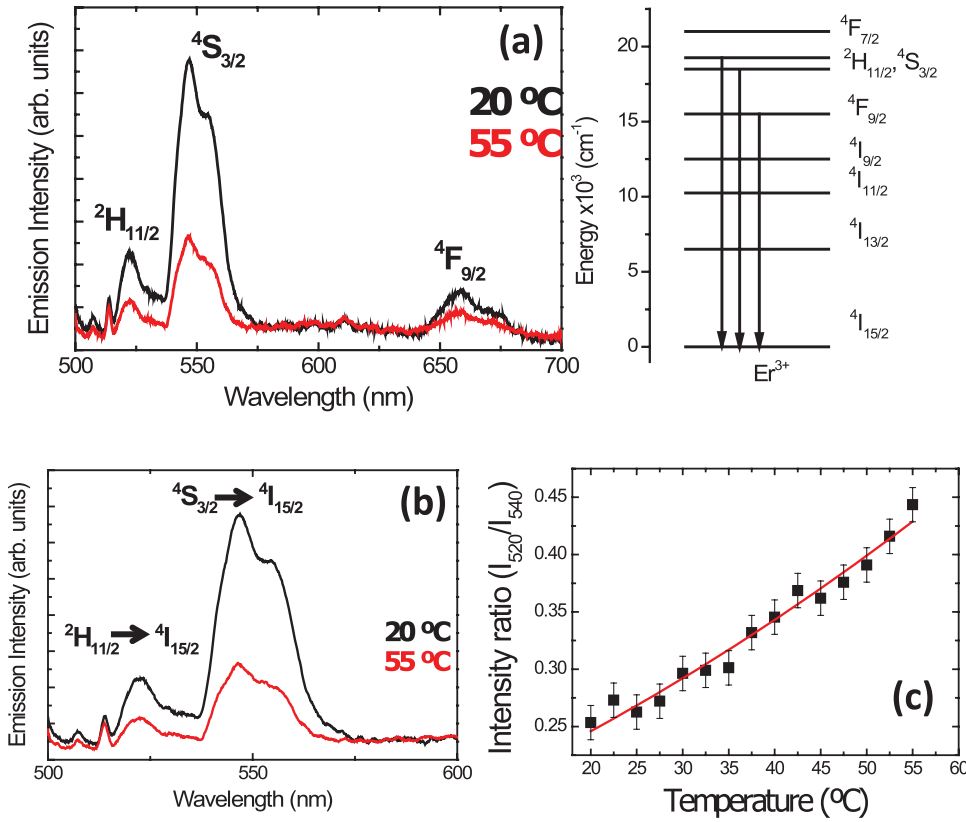 (a)
⁴S₃/₂
20 ºC
55 ºC
²H₁₁/₂
⁴F₉/₂
Emission Intensity (arb. units)
500 550 600 650 700
Wavelength (nm)
⁴F₇/₂
²H₁₁/₂, ⁴S₃/₂
⁴F₉/₂
⁴I₉/₂
⁴I₁₁/₂
⁴I₁₃/₂
⁴I₁₅/₂
20
15
10
5
0
Energy x10³ (cm⁻¹)
Er³⁺
(b)
⁴S₃/₂ → ⁴I₁₅/₂
²H₁₁/₂ → ⁴I₁₅/₂
20 ºC
55 ºC
Emission Intensity (arb. units)
500 550 600
Wavelength (nm)
0.45
0.40
0.35
0.30
0.25
Intensity ratio (I₅₂₀/I₅₄₀)
(c)
20 25 30 35 40 45 50 55 60
Temperature (ºC)